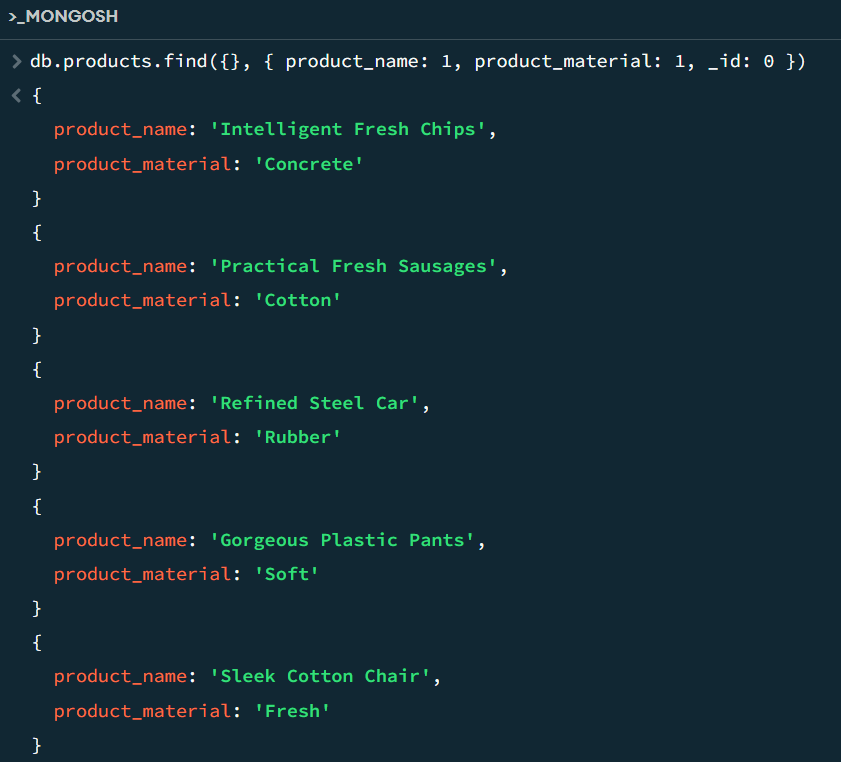 >_MONGOSH
> db.products.find({}, { product_name: 1, product_material: 1, _id: 0 })
< {
product_name: 'Intelligent Fresh Chips',
product_material: 'Concrete'
}
{
product_name: 'Practical Fresh Sausages',
product_material: 'Cotton'
}
{
product_name: 'Refined Steel Car',
product_material: 'Rubber'
}
{
product_name: 'Gorgeous Plastic Pants',
product_material: 'Soft'
}
{
product_name: 'Sleek Cotton Chair',
product_material: 'Fresh'
}